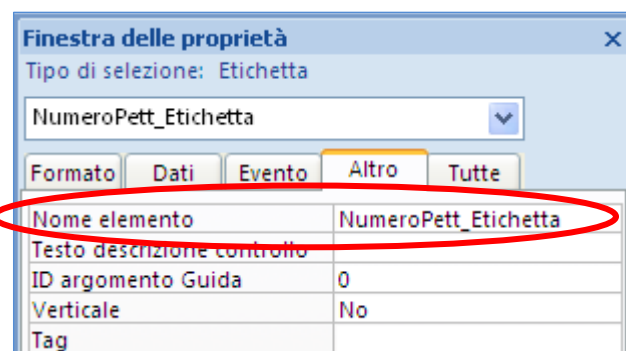 Finestra delle proprietà
Tipo di selezione: Etichetta
NumeroPett_Etichetta
Formato Dati Evento Altro Tutte
Nome elemento NumeroPett_Etichetta
Testo descrizione controllo
ID argomento Guida 0
Verticale No
Tag